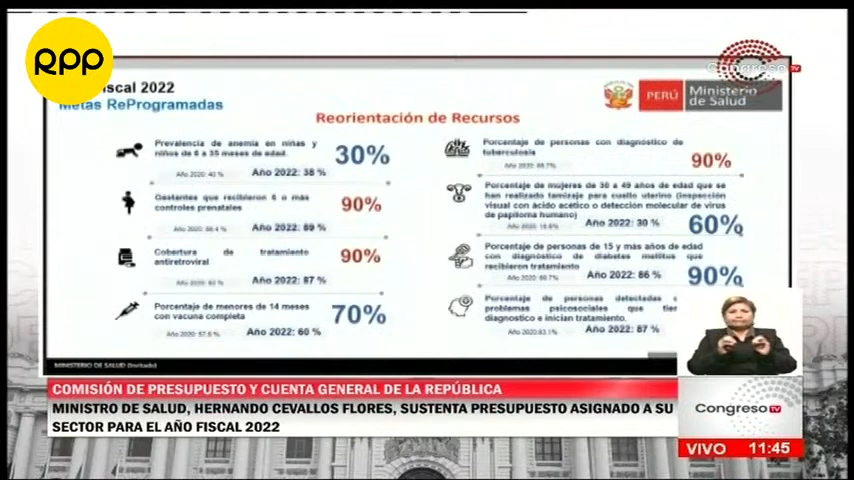 rpp
Fiscal 2022
Metas ReProgramadas
Congreso TV
PERÚ
Ministerio
de Salud
Reorientación de Recursos
Prevalencia de anemia en niñas y
niños de 6 a 35 meses de edad.
30%
Año 2020: 40 %
Año 2022: 38 %
Gestantes que recibieron 6 o más
controles prenatales
90%
Año 2022: 89 %
Cobertura de tratamiento
antiretroviral
90%
Año 2022: 87 %
Porcentaje de menores de 14 meses
con vacuna completa
70%
Año 2022: 60 %
Porcentaje de personas con diagnóstico de
tuberculosis
90%
Porcentaje de mujeres de 30 a 49 años de edad que se
han realizado tamizaje para cuello uterino (Inspección
visual con ácido acético o detección molecular de virus
de papiloma humano)
Año 2022: 30 %
60%
Porcentaje de personas de 15 y más años de edad
con diagnóstico de diabetes mellitus que
recibieron tratamiento
Año 2022: 86 %
90%
Porcentaje de personas detectadas
problemas psicosociales que tien
diagnostico e inician tratamiento.
Año 2022: 87 %
MINISTERIO DE SALUD (Invitado)
COMISIÓN DE PRESUPUESTO Y CUENTA GENERAL DE LA REPÚBLICA
MINISTRO DE SALUD, HERNANDO CEVALLOS FLORES, SUSTENTA PRESUPUESTO ASIGNADO A SU
SECTOR PARA EL AÑO FISCAL 2022
Congreso TV
VIVO 11:45